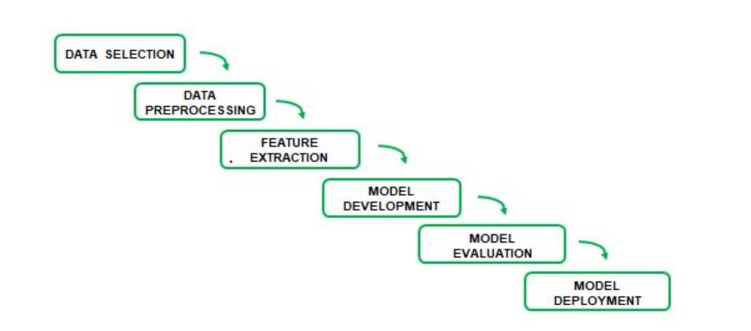 DATA SELECTION
DATA
PREPROCESSING
FEATURE
EXTRACTION
MODEL
DEVELOPMENT
MODEL
EVALUATION
MODEL
DEPLOYMENT